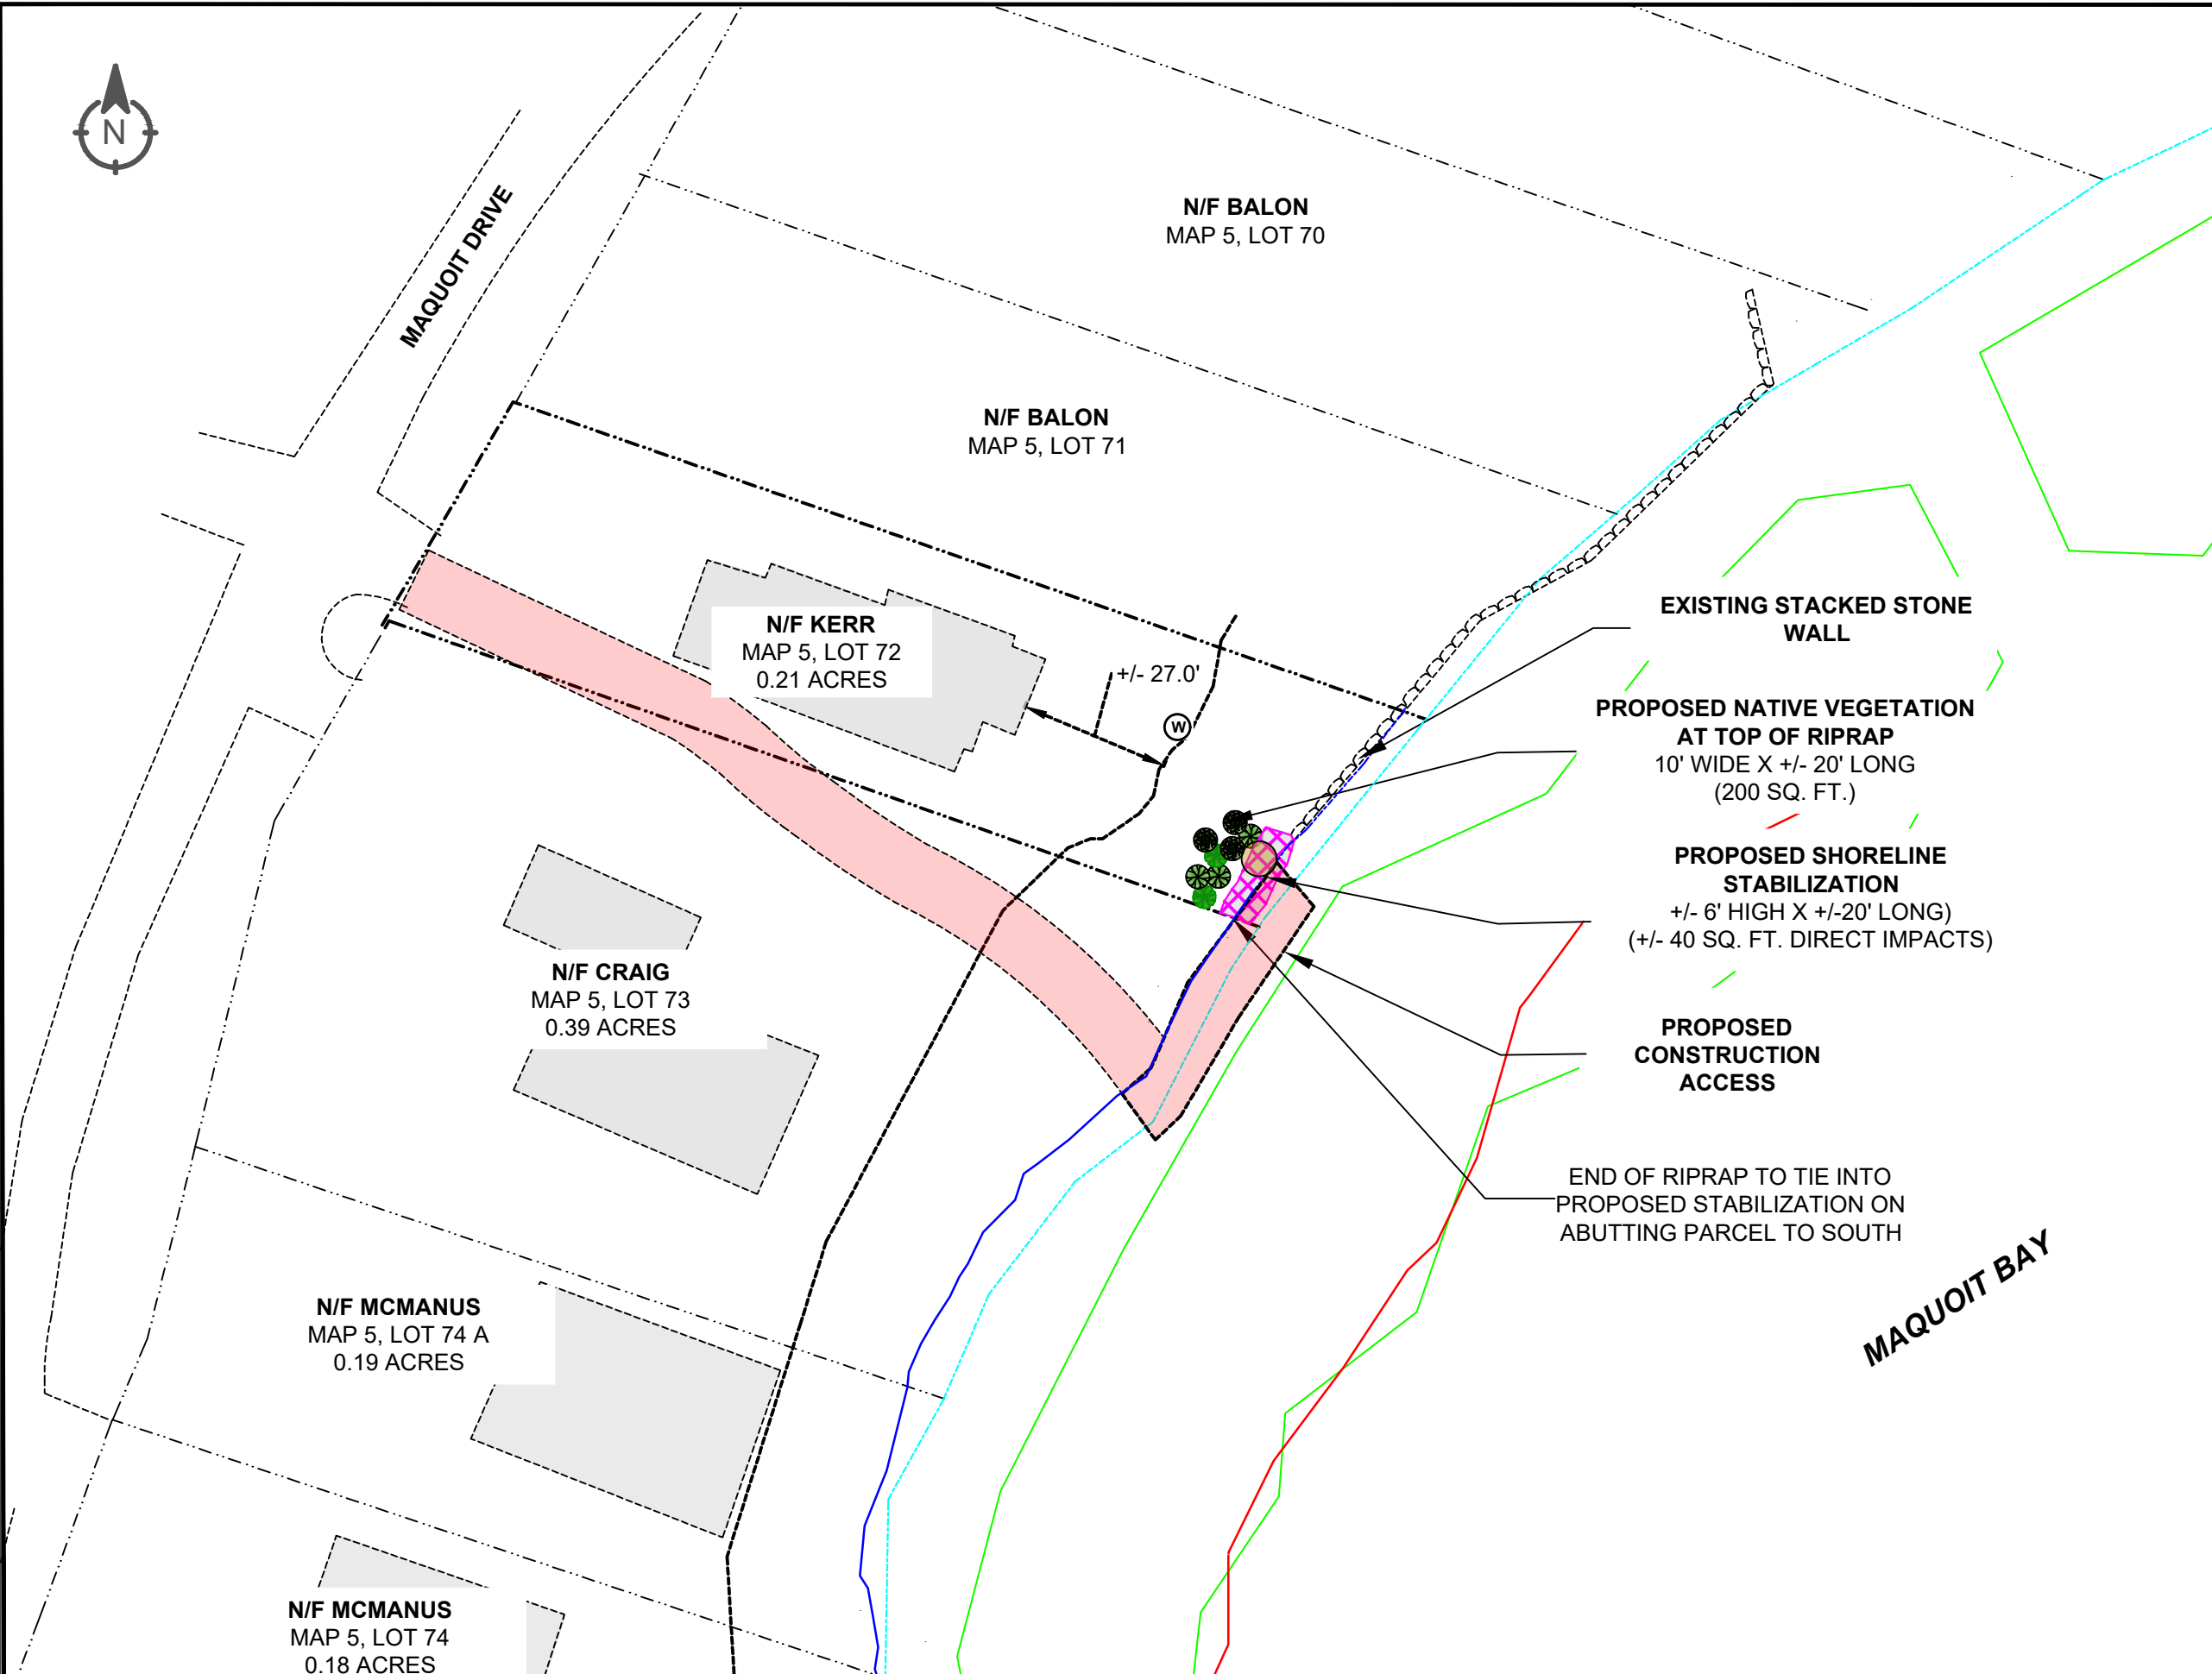 N
MAQUOIT DRIVE
N/F BALON
MAP 5, LOT 70
N/F BALON
MAP 5, LOT 71
N/F KERR
MAP 5, LOT 72
0.21 ACRES
+/- 27.0'
W
EXISTING STACKED STONE
WALL
PROPOSED NATIVE VEGETATION
AT TOP OF RIPRAP
10' WIDE X +/- 20' LONG
(200 SQ. FT.)
PROPOSED SHORELINE
STABILIZATION
+/- 6' HIGH X +/-20' LONG)
(+/- 40 SQ. FT. DIRECT IMPACTS)
PROPOSED
CONSTRUCTION
ACCESS
END OF RIPRAP TO TIE INTO
PROPOSED STABILIZATION ON
ABUTTING PARCEL TO SOUTH
MAQUOIT BAY
N/F CRAIG
MAP 5, LOT 73
0.39 ACRES
N/F MCMANUS
MAP 5, LOT 74 A
0.19 ACRES
N/F MCMANUS
MAP 5, LOT 74
0.18 ACRES